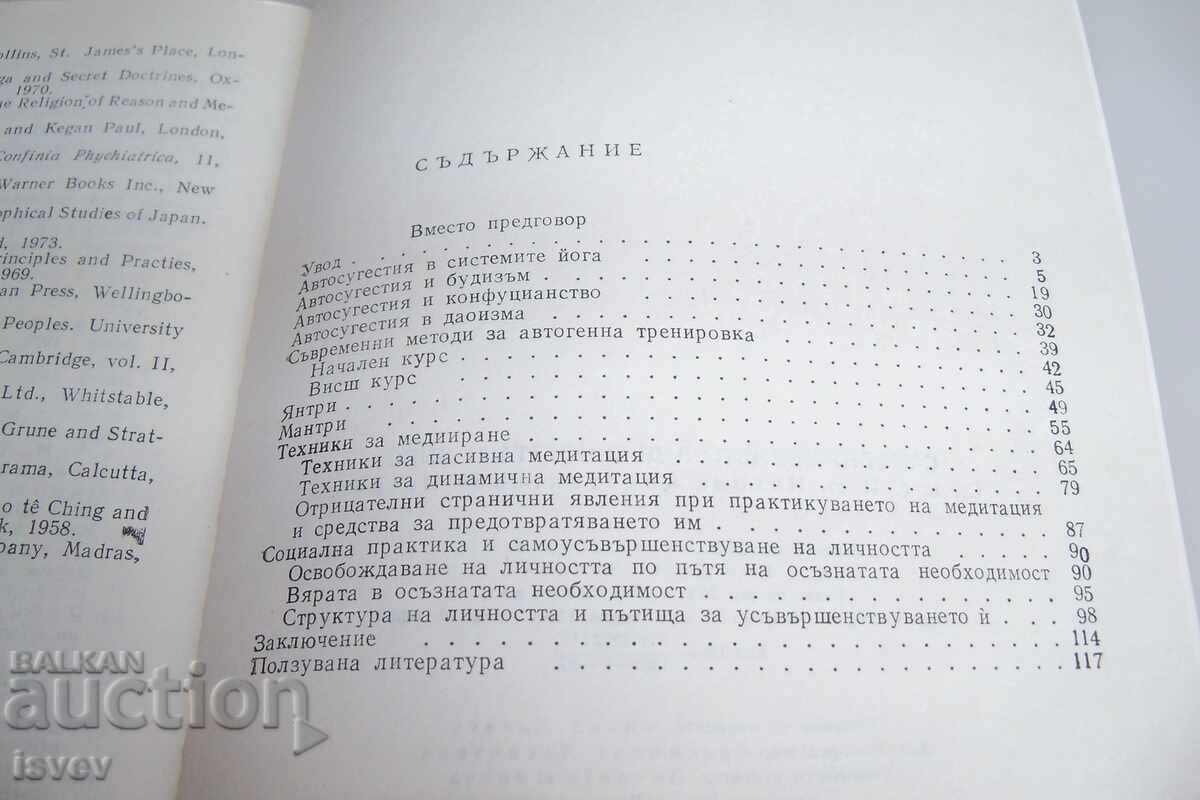 ollins, St. James's Place, Lon-
ga and Secret Doctrines, Ox-
1970.
e Religion of Reason and Me-
and Kegan Paul, London,
Confinia Phychiatrica, 11,
Warner Books Inc., New
ophical Studies of Japan.
d, 1973.
rinciples and Practies,
969.
an Press, Wellingbo-
Peoples. University
Cambridge, vol. II,
Ltd., Whitstable,
Grune and Strat-
rama, Calcutta,
o tê Ching and
k, 1958.
pany, Madras,
СЪДЪРЖАНИЕ
Вместо предговор
Увод . . . . . . . . . . . . . . . . 3
Автосугестия в системите йога . . . . . . . . . . 5
Автосугестия и будизъм . . . . . . . . . . . . 19
Автосугестия и конфуцианство . . . . . . . . . . 30
Автосугестия в даоизма . . . . . . . . . . . . 32
Съвременни методи за автогенна тренировка . . . . . . 39
Начален курс . . . . . . . . . . . . . . 42
Висш курс . . . . . . . . . . . . . . . 45
Янтри . . . . . . . . . . . . . . . . . 49
Мантри . . . . . . . . . . . . . . . . . 55
Техники за медииране . . . . . . . . . . . . . 64
Техники за пасивна медитация . . . . . . . . . . 65
Техники за динамична медитация . . . . . . . . . 79
Отрицателни странични явления при практикуването на медитация
и средства за предотвратяването им . . . . . . . . 87
Социална практика и самоусъвършенствуване на личността . . . . 90
Освобождаване на личността по пътя на осъзнатата необходимост 90
Вярата в осъзнатата необходимост . . . . . . . . . 95
Структура на личността и пътища за усъвършенствуването ѝ . . . 98
Заключение . . . . . . . . . . . . . . . . 114
Ползувана литература . . . . . . . . . . . . . 117
BALKAN
auction
isvev